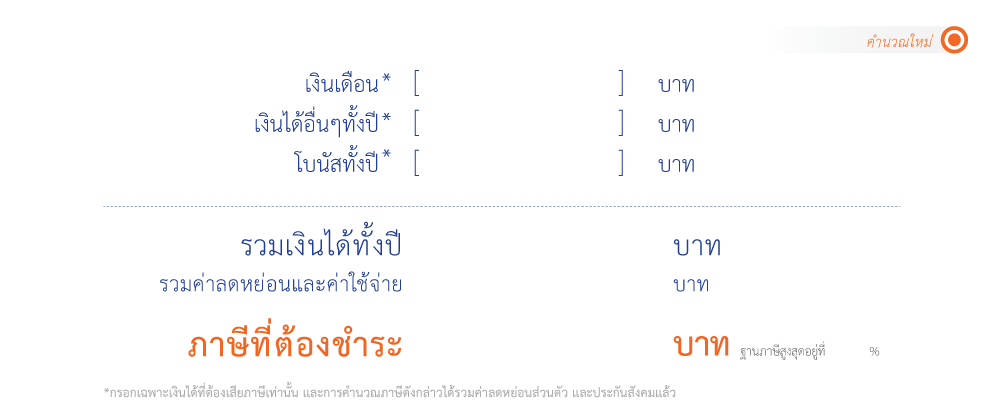 คำนวณใหม่
เงินเดือน* [ ] บาท
เงินได้อื่นๆทั้งปี* [ ] บาท
โบนัสทั้งปี* [ ] บาท
รวมเงินได้ทั้งปี บาท
รวมค่าลดหย่อนและค่าใช้จ่าย บาท
ภาษีที่ต้องชำระ บาท ฐานภาษีสูงสุดอยู่ที่ %
*กรอกเฉพาะเงินได้ที่ต้องเสียภาษีเท่านั้น และการคำนวณภาษีดังกล่าวได้รวมค่าลดหย่อนส่วนตัว และประกันสังคมแล้ว